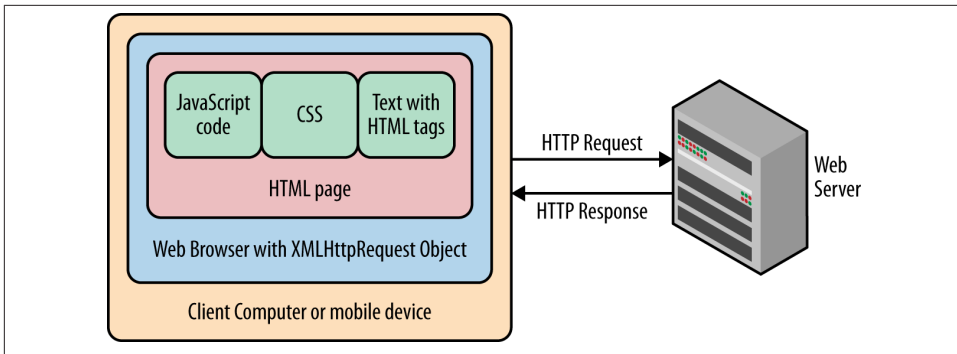 JavaScript
code
CSS
Text with
HTML tags
HTML page
Web Browser with XMLHttpRequest Object
Client Computer or mobile device
HTTP Request
HTTP Response
Web
Server